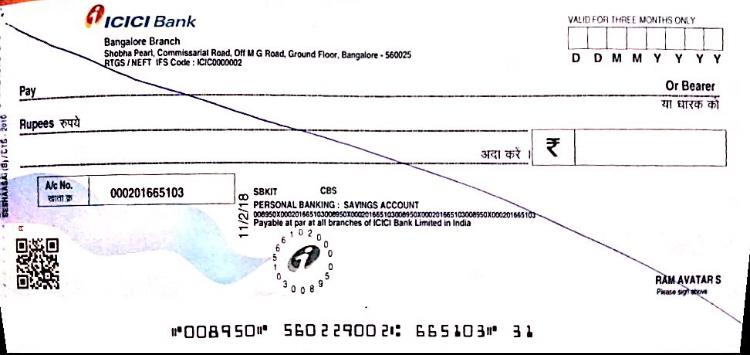 ICICI Bank
VALID FOR THREE MONTHS ONLY
Bangalore Branch
Shobha Pearl, Commissariat Road, Off M G Road, Ground Floor, Bangalore - 560025
RTGS / NEFT IFS Code : ICIC0000002
D D M M Y Y Y Y
Pay
Or Bearer
या धारक को
Rupees रुपये
अदा करे ।
₹
A/c No.
खाता क्र
000201665103
SBKIT CBS
PERSONAL BANKING : SAVINGS ACCOUNT
008950X000201665103008950X000201665103008950X000201665103008950X000201665103
Payable at par at all branches of ICICI Bank Limited in India
11/2/18
RAM AVATAR S
Please sign above
⑈008950⑈ 560229002⑆ 665103⑈ 31